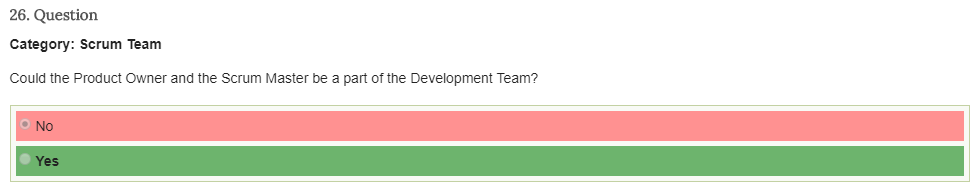 26. Question
Category: Scrum Team
Could the Product Owner and the Scrum Master be a part of the Development Team?
No
Yes